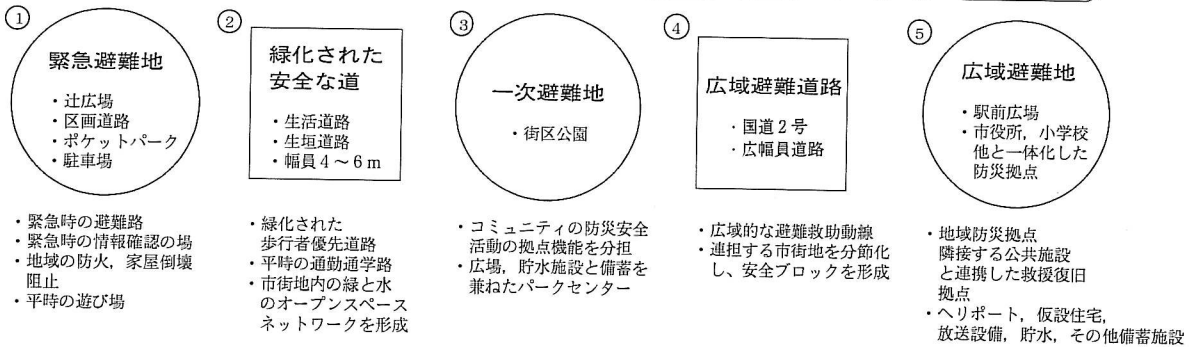 ①
緊急避難地
・辻広場
・区画道路
・ポケットパーク
・駐車場
・緊急時の避難路
・緊急時の情報確認の場
・地域の防火，家屋倒壊
阻止
・平時の遊び場
②
緑化された
安全な道
・生活道路
・生垣道路
・幅員４～６ｍ
・緑化された
歩行者優先道路
・平時の通勤通学路
・市街地内の緑と水
のオープンスペース
ネットワークを形成
③
一次避難地
・街区公園
・コミュニティの防災安全
活動の拠点機能を分担
・広場，貯水施設と備蓄を
兼ねたパークセンター
④
広域避難道路
・国道２号
・広幅員道路
・広域的な避難救助動線
・連担する市街地を分節化
し、安全ブロックを形成
⑤
広域避難地
・駅前広場
・市役所，小学校
他と一体化した
防災拠点
・地域防災拠点
隣接する公共施設
と連携した救援復旧
拠点
・ヘリポート，仮設住宅，
放送設備，貯水，その他備蓄施設